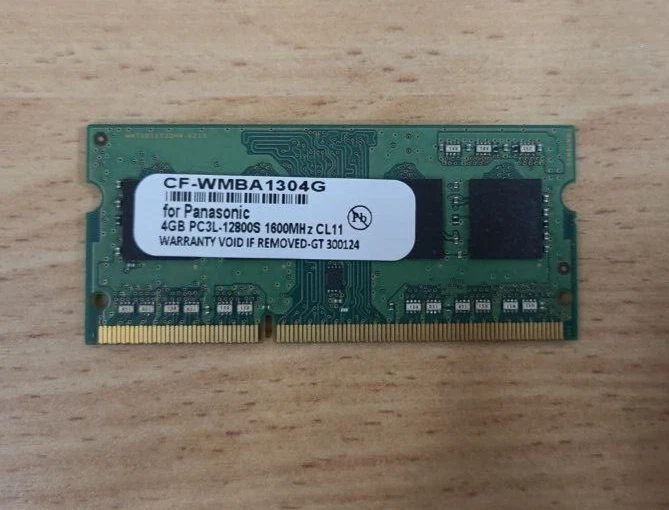 CF-WMBA1304G
for Panasonic
4GB PC3L-12800S 1600MHz CL11
WARRANTY VOID IF REMOVED-GT 300124